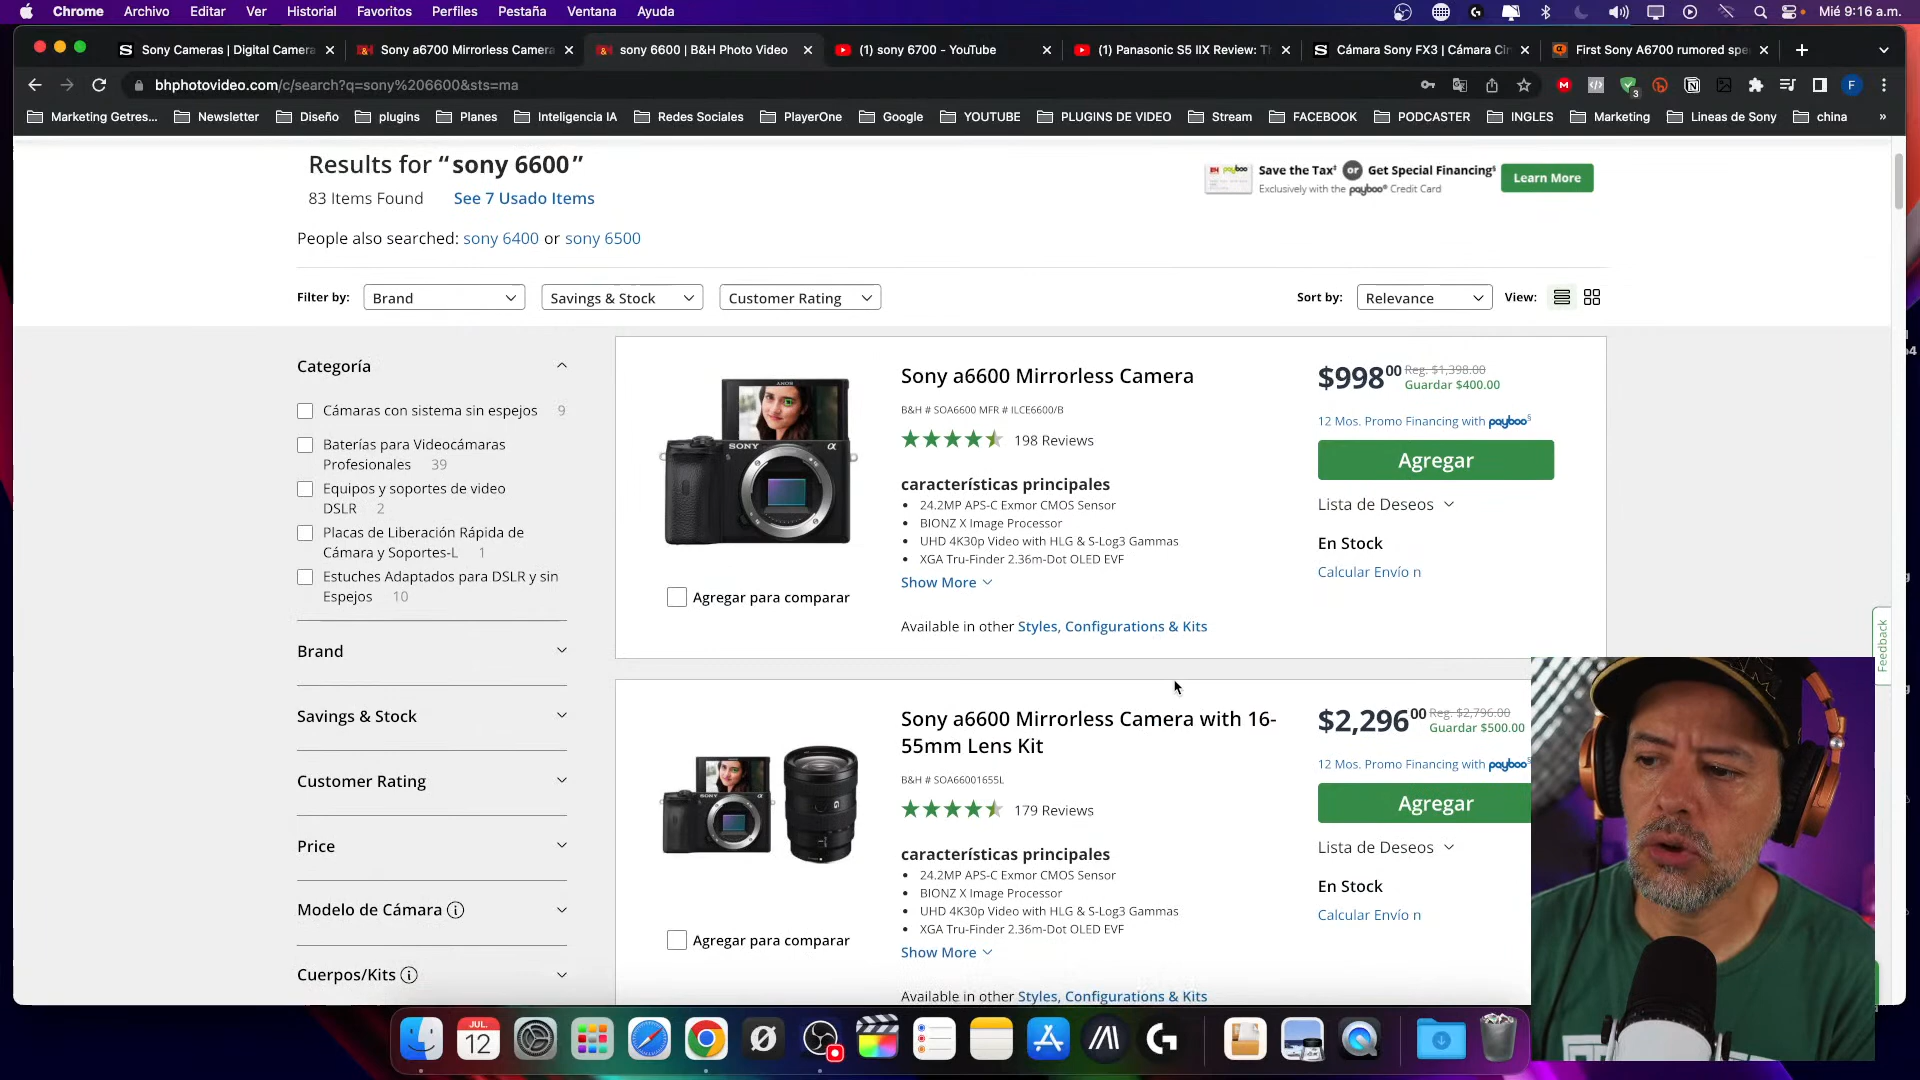 Chrome Archivo Editar Ver Historial Favoritos Perfiles Pestaña Ventana Ayuda Mié 9:16 a.m.
Sony Cameras | Digital Camera
Sony a6700 Mirrorless Camera
sony 6600 | B&H Photo Video
(1) sony 6700 - YouTube
(1) Panasonic S5 IIX Review: T
Cámara Sony FX3 | Cámara Cin
First Sony A6700 rumored spe
bhphotovideo.com/c/search?q=sony%206600&sts=ma
Marketing Getres... Newsletter Diseño plugins Planes Inteligencia IA Redes Sociales PlayerOne Google YOUTUBE PLUGINS DE VIDEO Stream FACEBOOK PODCASTER INGLES Marketing Lineas de Sony china »
Results for “sony 6600”
83 Items Found See 7 Usado Items
Save the Tax‡ or Get Special Financing§
Exclusively with the payboo® Credit Card
Learn More
People also searched: sony 6400 or sony 6500
Filter by: Brand Savings & Stock Customer Rating Sort by: Relevance View:
Categoría
Cámaras con sistema sin espejos 9
Baterías para Videocámaras
Profesionales 39
Equipos y soportes de video
DSLR 2
Placas de Liberación Rápida de
Cámara y Soportes-L 1
Estuches Adaptados para DSLR y sin
Espejos 10
Brand
Savings & Stock
Customer Rating
Price
Modelo de Cámara
Cuerpos/Kits
SONY
Sony a6600 Mirrorless Camera
B&H # SOA6600 MFR # ILCE6600/B
198 Reviews
características principales
24.2MP APS-C Exmor CMOS Sensor
BIONZ X Image Processor
UHD 4K30p Video with HLG & S-Log3 Gammas
XGA Tru-Finder 2.36m-Dot OLED EVF
Show More
Agregar para comparar
Available in other Styles, Configurations & Kits
$998.00 Reg. $1,398.00
Guardar $400.00
12 Mos. Promo Financing with payboo§
Agregar
Lista de Deseos
En Stock
Calcular Envío n
Feedback
Sony a6600 Mirrorless Camera with 16-
55mm Lens Kit
B&H # SOA66001655L
179 Reviews
características principales
24.2MP APS-C Exmor CMOS Sensor
BIONZ X Image Processor
UHD 4K30p Video with HLG & S-Log3 Gammas
XGA Tru-Finder 2.36m-Dot OLED EVF
Show More
Agregar para comparar
Available in other Styles, Configurations & Kits
$2,296.00 Reg. $2,796.00
Guardar $500.00
12 Mos. Promo Financing with payboo§
Agregar
Lista de Deseos
En Stock
Calcular Envío n
JUL.
12